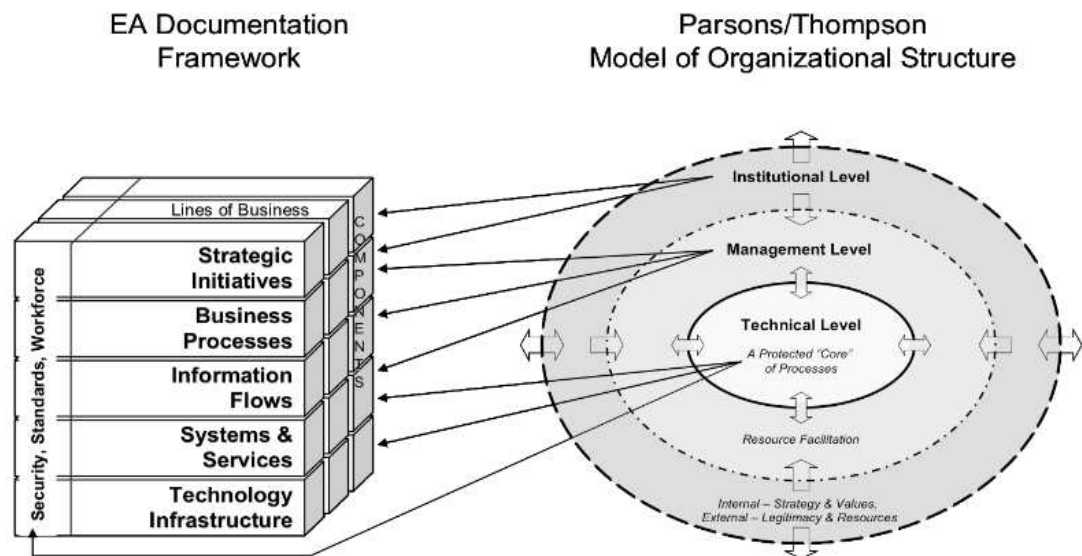 EA Documentation
Framework
Parsons/Thompson
Model of Organizational Structure
Lines of Business
COMPONENTS
Security, Standards, Workforce
Strategic
Initiatives
Business
Processes
Information
Flows
Systems &
Services
Technology
Infrastructure
Institutional Level
Management Level
Technical Level
A Protected "Core"
of Processes
Resource Facilitation
Internal – Strategy & Values,
External – Legitimacy & Resources